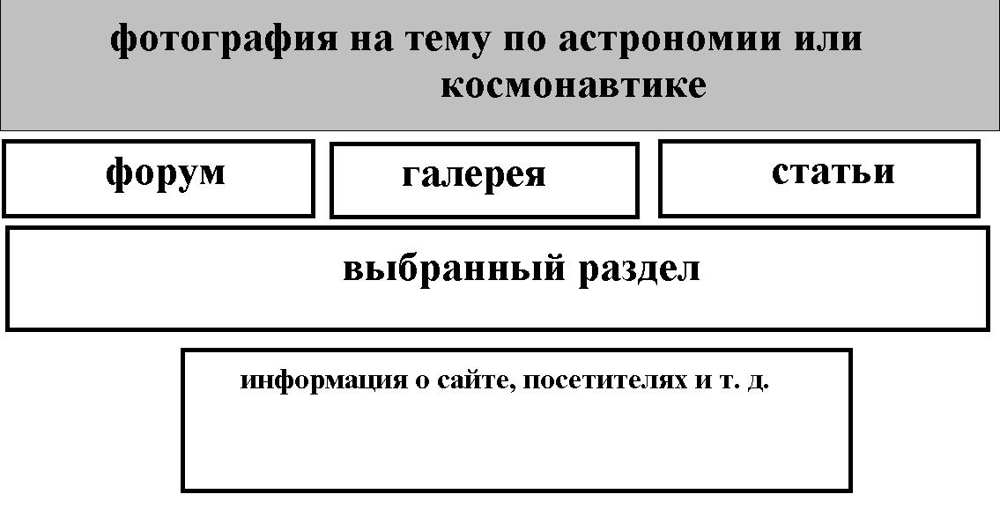 фотография на тему по астрономии или
космонавтике
форум
галерея
статьи
выбранный раздел
информация о сайте, посетителях и т. д.